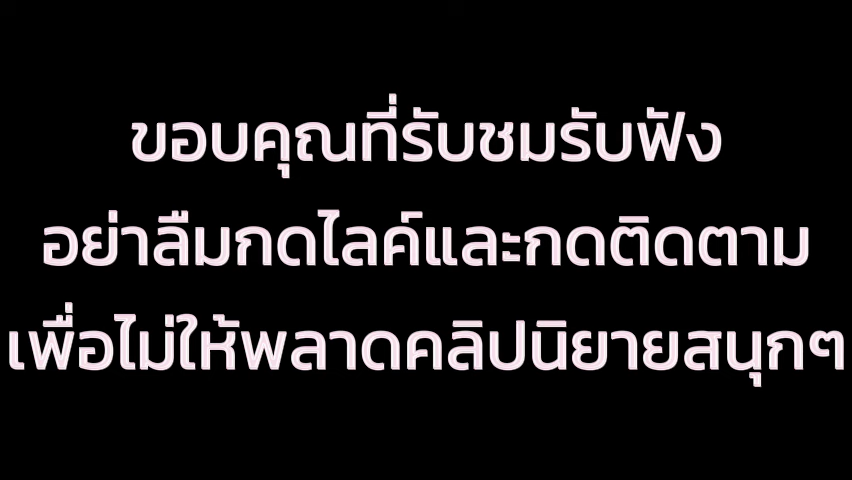 ขอบคุณที่รับชมรับฟัง
อย่าลืมกดไลค์และกดติดตาม
เพื่อไม่ให้พลาดคลิปนิยายสนุกๆ